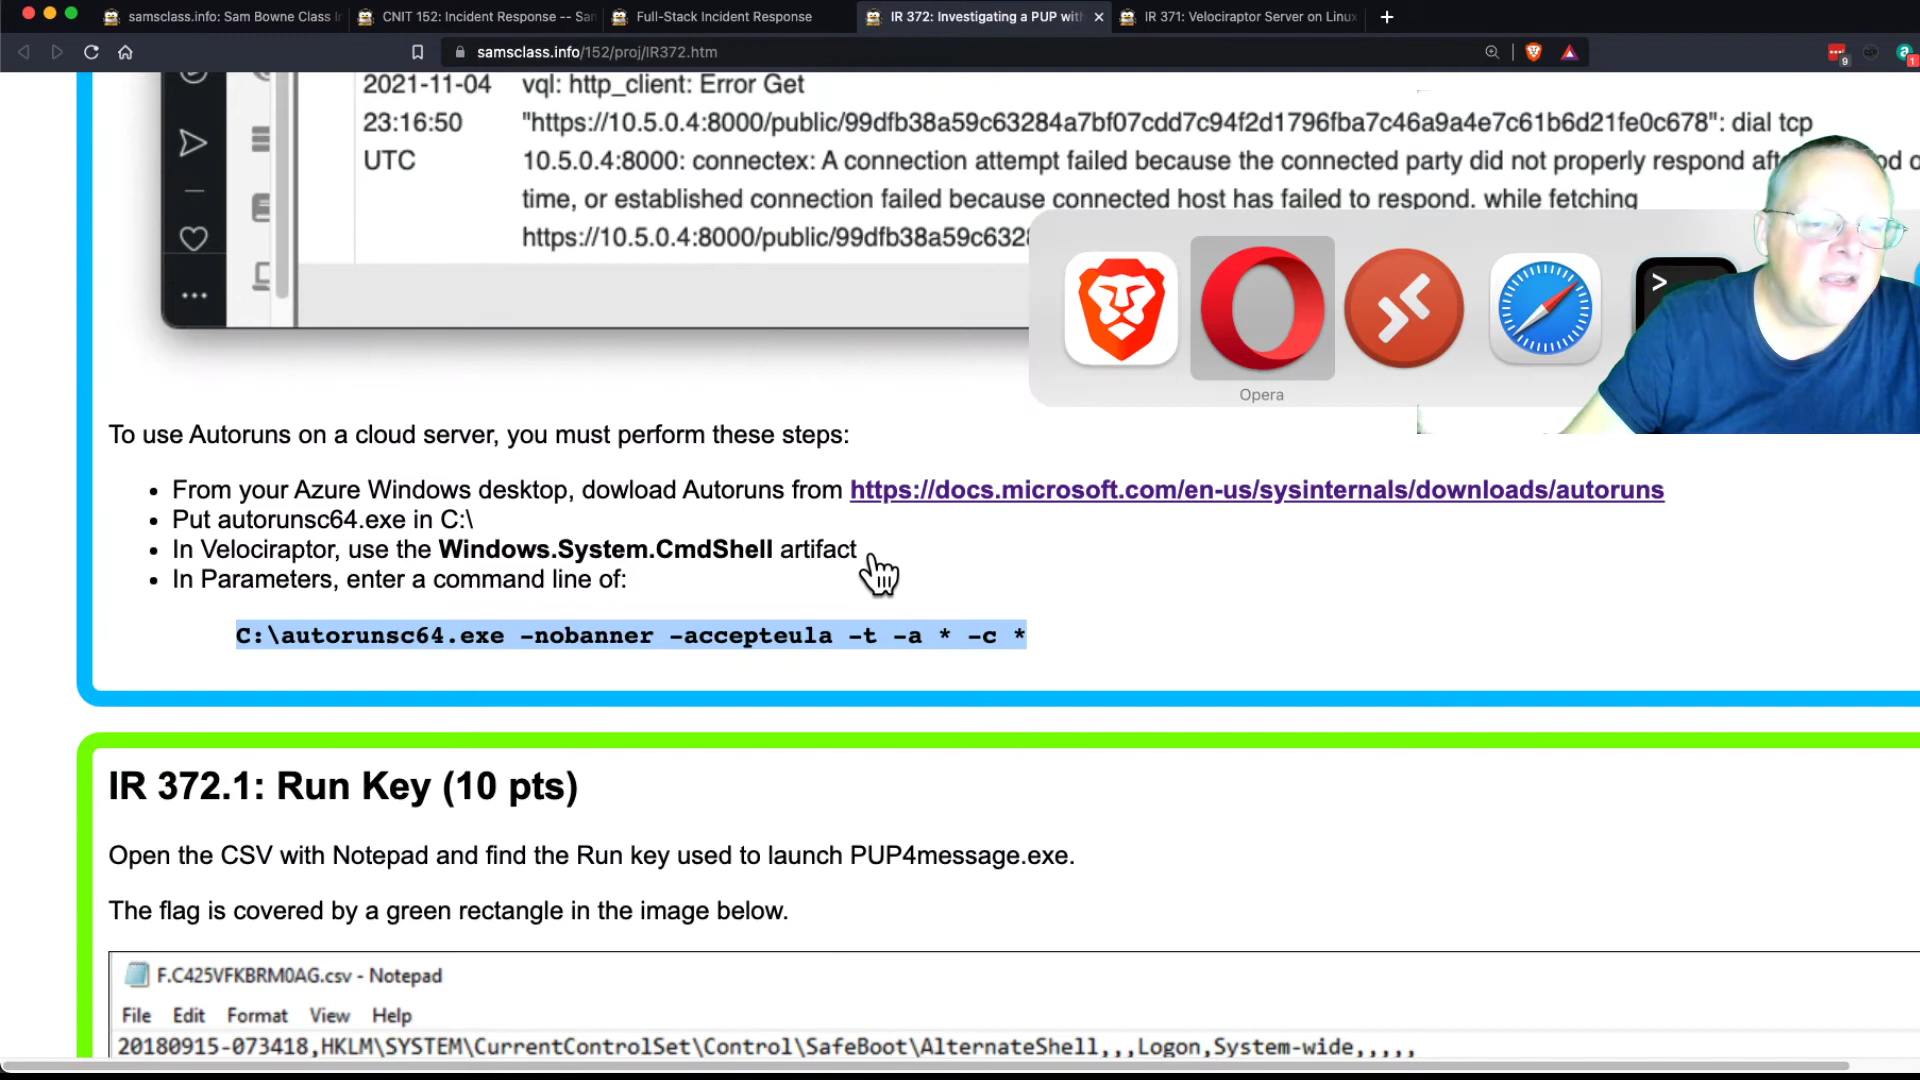 samsclass.info: Sam Bowne Class I
CNIT 152: Incident Response -- Sa
Full-Stack Incident Response
IR 372: Investigating a PUP wit
IR 371: Velociraptor Server on Linux
samsclass.info/152/proj/IR372.htm
9
1
2021-11-04 vql: http_client: Error Get
23:16:50 "https://10.5.0.4:8000/public/99dfb38a59c63284a7bf07cdd7c94f2d1796fba7c46a9a4e7c61b6d21fe0c678": dial tcp
UTC 10.5.0.4:8000: connectex: A connection attempt failed because the connected party did not properly respond
time, or established connection failed because connected host has failed to respond. while fetching
https://10.5.0.4:8000/public/99dfb38a59c6328
Opera
To use Autoruns on a cloud server, you must perform these steps:
• From your Azure Windows desktop, dowload Autoruns from https://docs.microsoft.com/en-us/sysinternals/downloads/autoruns
• Put autorunsc64.exe in C:\
• In Velociraptor, use the Windows.System.CmdShell artifact
• In Parameters, enter a command line of:
C:\autorunsc64.exe -nobanner -accepteula -t -a * -c *
IR 372.1: Run Key (10 pts)
Open the CSV with Notepad and find the Run key used to launch PUP4message.exe.
The flag is covered by a green rectangle in the image below.
F.C425VFKBRM0AG.csv - Notepad
File Edit Format View Help
20180915-073418,HKLM\SYSTEM\CurrentControlSet\Control\SafeBoot\AlternateShell,,,Logon,System-wide,,,,,